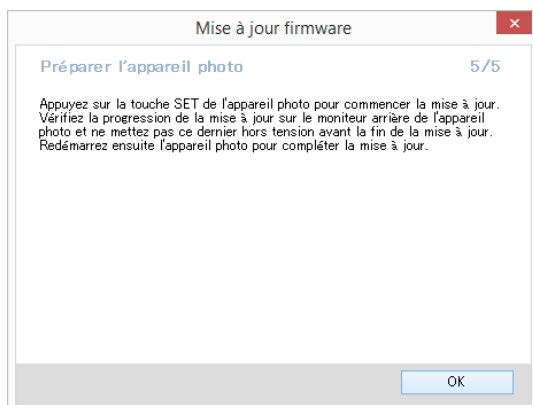 Mise à jour firmware
Préparer l'appareil photo 5/5
Appuyez sur la touche SET de l'appareil photo pour commencer la mise à jour.
Vérifiez la progression de la mise à jour sur le moniteur arrière de l'appareil
photo et ne mettez pas ce dernier hors tension avant la fin de la mise à jour.
Redémarrez ensuite l'appareil photo pour compléter la mise à jour.
OK